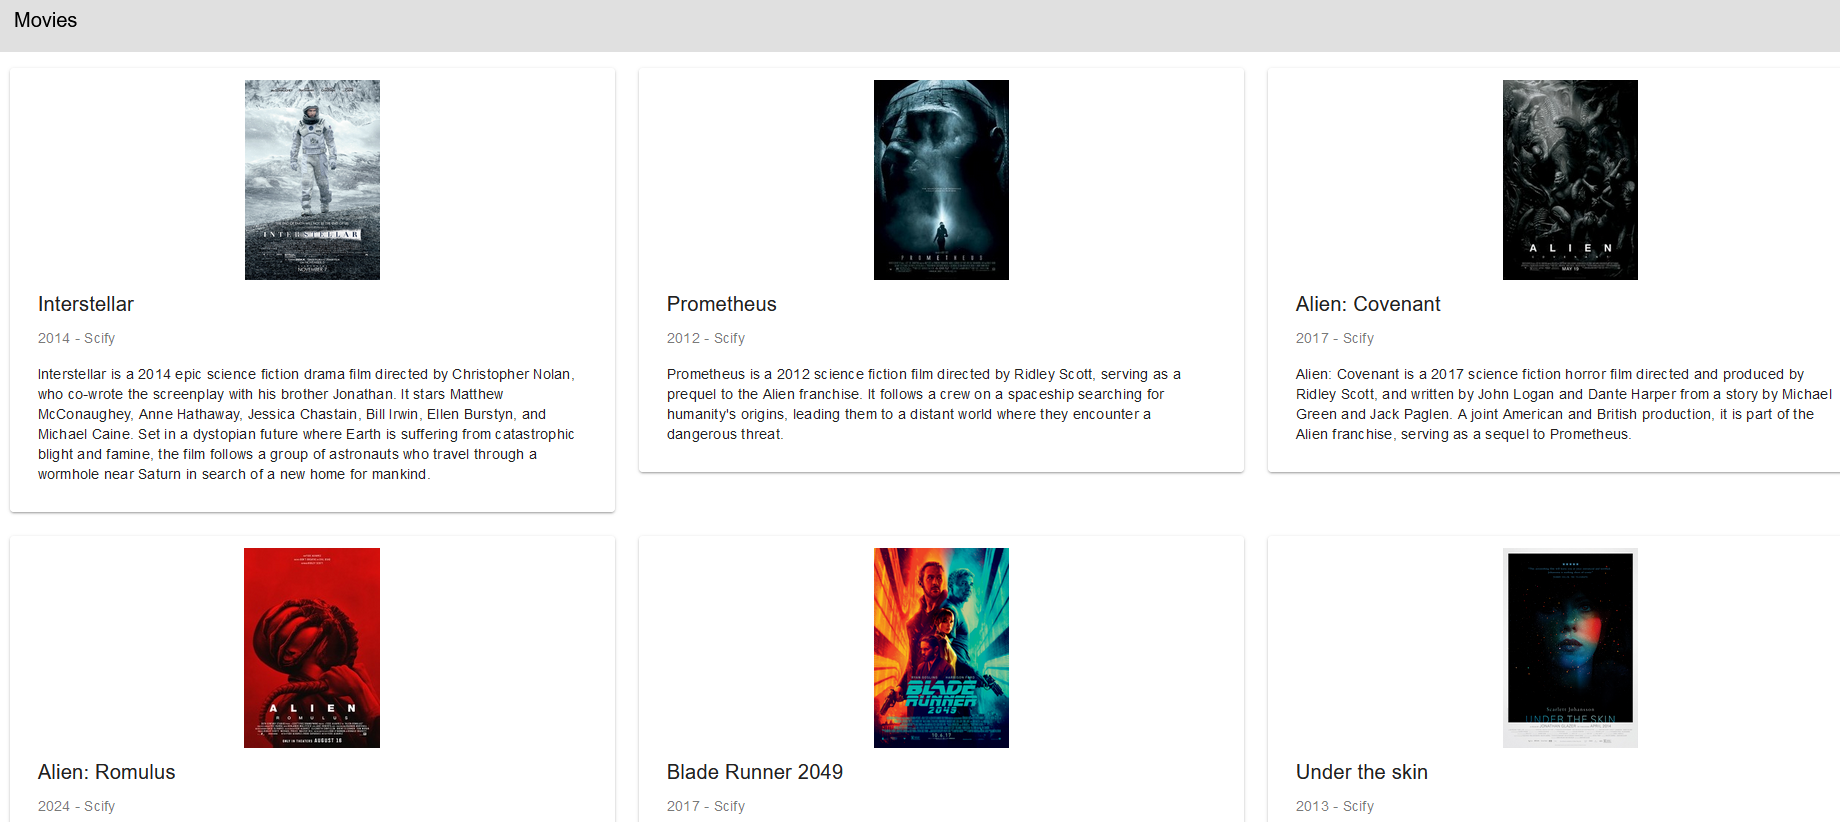 Movies
INTERSTELLAR
NOVEMBER 7
Interstellar
2014 - Scify
Interstellar is a 2014 epic science fiction drama film directed by Christopher Nolan,
who co-wrote the screenplay with his brother Jonathan. It stars Matthew
McConaughey, Anne Hathaway, Jessica Chastain, Bill Irwin, Ellen Burstyn, and
Michael Caine. Set in a dystopian future where Earth is suffering from catastrophic
blight and famine, the film follows a group of astronauts who travel through a
wormhole near Saturn in search of a new home for mankind.
PROMETHEUS
Prometheus
2012 - Scify
Prometheus is a 2012 science fiction film directed by Ridley Scott, serving as a
prequel to the Alien franchise. It follows a crew on a spaceship searching for
humanity's origins, leading them to a distant world where they encounter a
dangerous threat.
ALIEN
COVENANT
MAY 19
Alien: Covenant
2017 - Scify
Alien: Covenant is a 2017 science fiction horror film directed and produced by
Ridley Scott, and written by John Logan and Dante Harper from a story by Michael
Green and Jack Paglen. A joint American and British production, it is part of the
Alien franchise, serving as a sequel to Prometheus.
ALIEN
ROMULUS
ONLY IN THEATERS AUGUST 16
Alien: Romulus
2024 - Scify
BLADE
RUNNER
2049
10.6.17
Blade Runner 2049
2017 - Scify
Scarlett Johansson
UNDER THE SKIN
Under the skin
2013 - Scify